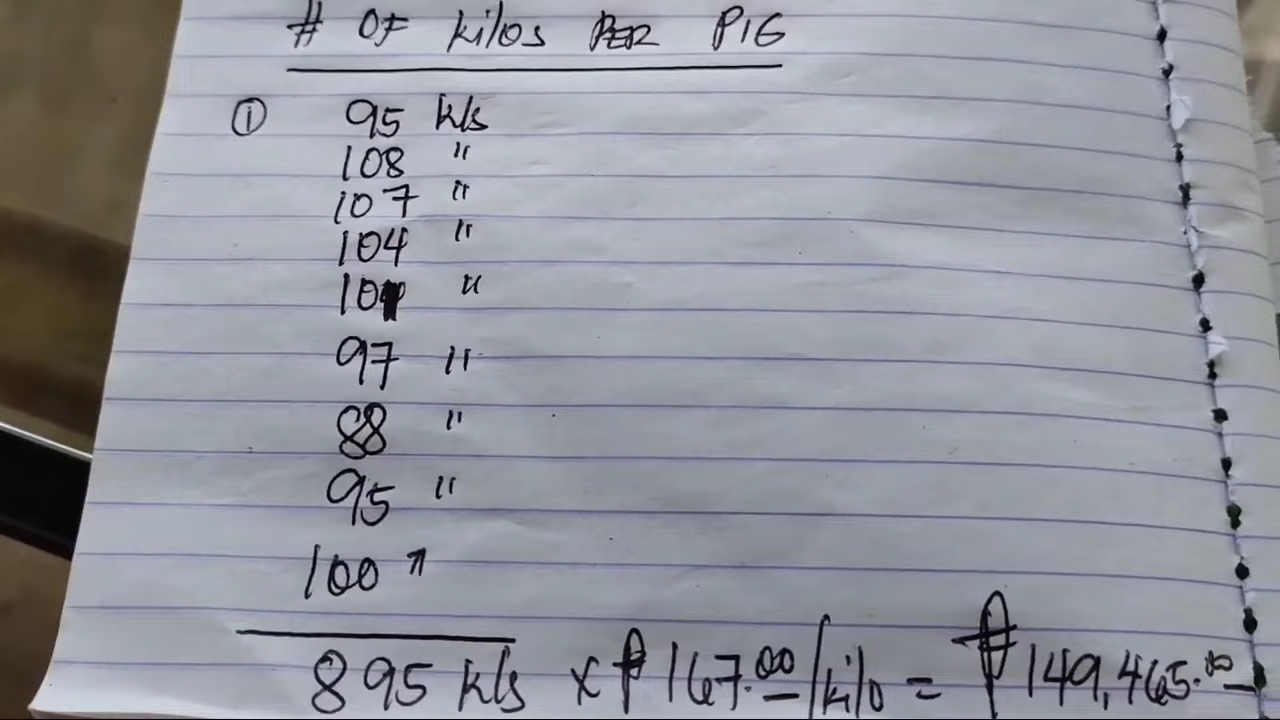 # OF kilos PER PIG
① 95 kls
108 "
107 "
104 "
101 "
97 "
88 "
95 "
100 "
895 kls x ₱167.00/kilo = ₱149,465.00